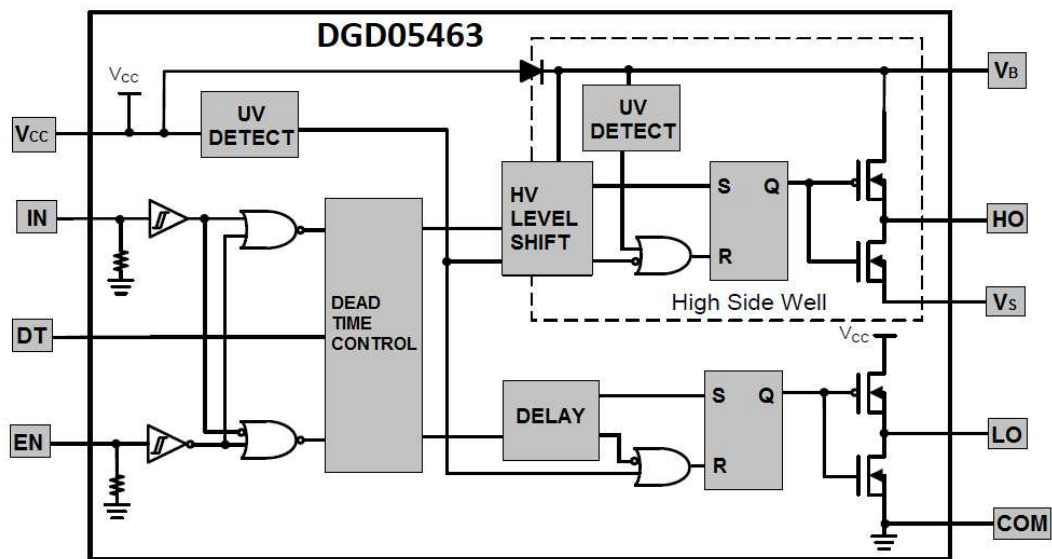 DGD05463
VCC
VCC
UV
DETECT
UV
DETECT
VB
IN
HV
LEVEL
SHIFT
S
Q
R
HO
High Side Well
VS
DT
DEAD
TIME
CONTROL
VCC
EN
DELAY
S
Q
R
LO
COM